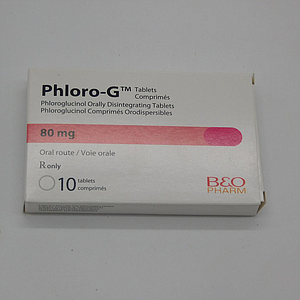 Phloro-G™ Tablets
Comprimés
Phloroglucinol Orally Disintegrating Tablets
Phloroglucinol Comprimés Orodispersibles
80 mg
Oral route / Voie orale
R only
10 tablets
comprimés
BEO
PHARM